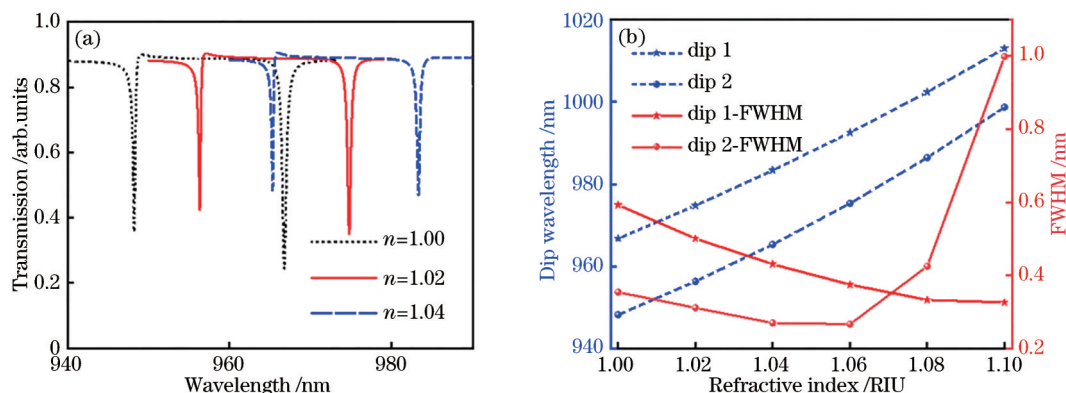 (a)
Transmission /arb.units
1.0
0.8
0.6
0.4
0.2
0
n=1.00
n=1.02
n=1.04
940
960
980
Wavelength /nm
(b)
Dip wavelength /nm
1020
1000
980
960
940
dip 1
dip 2
dip 1-FWHM
dip 2-FWHM
1.0
0.8
0.6
0.4
0.2
FWHM /nm
1.00
1.02
1.04
1.06
1.08
1.10
Refractive index /RIU